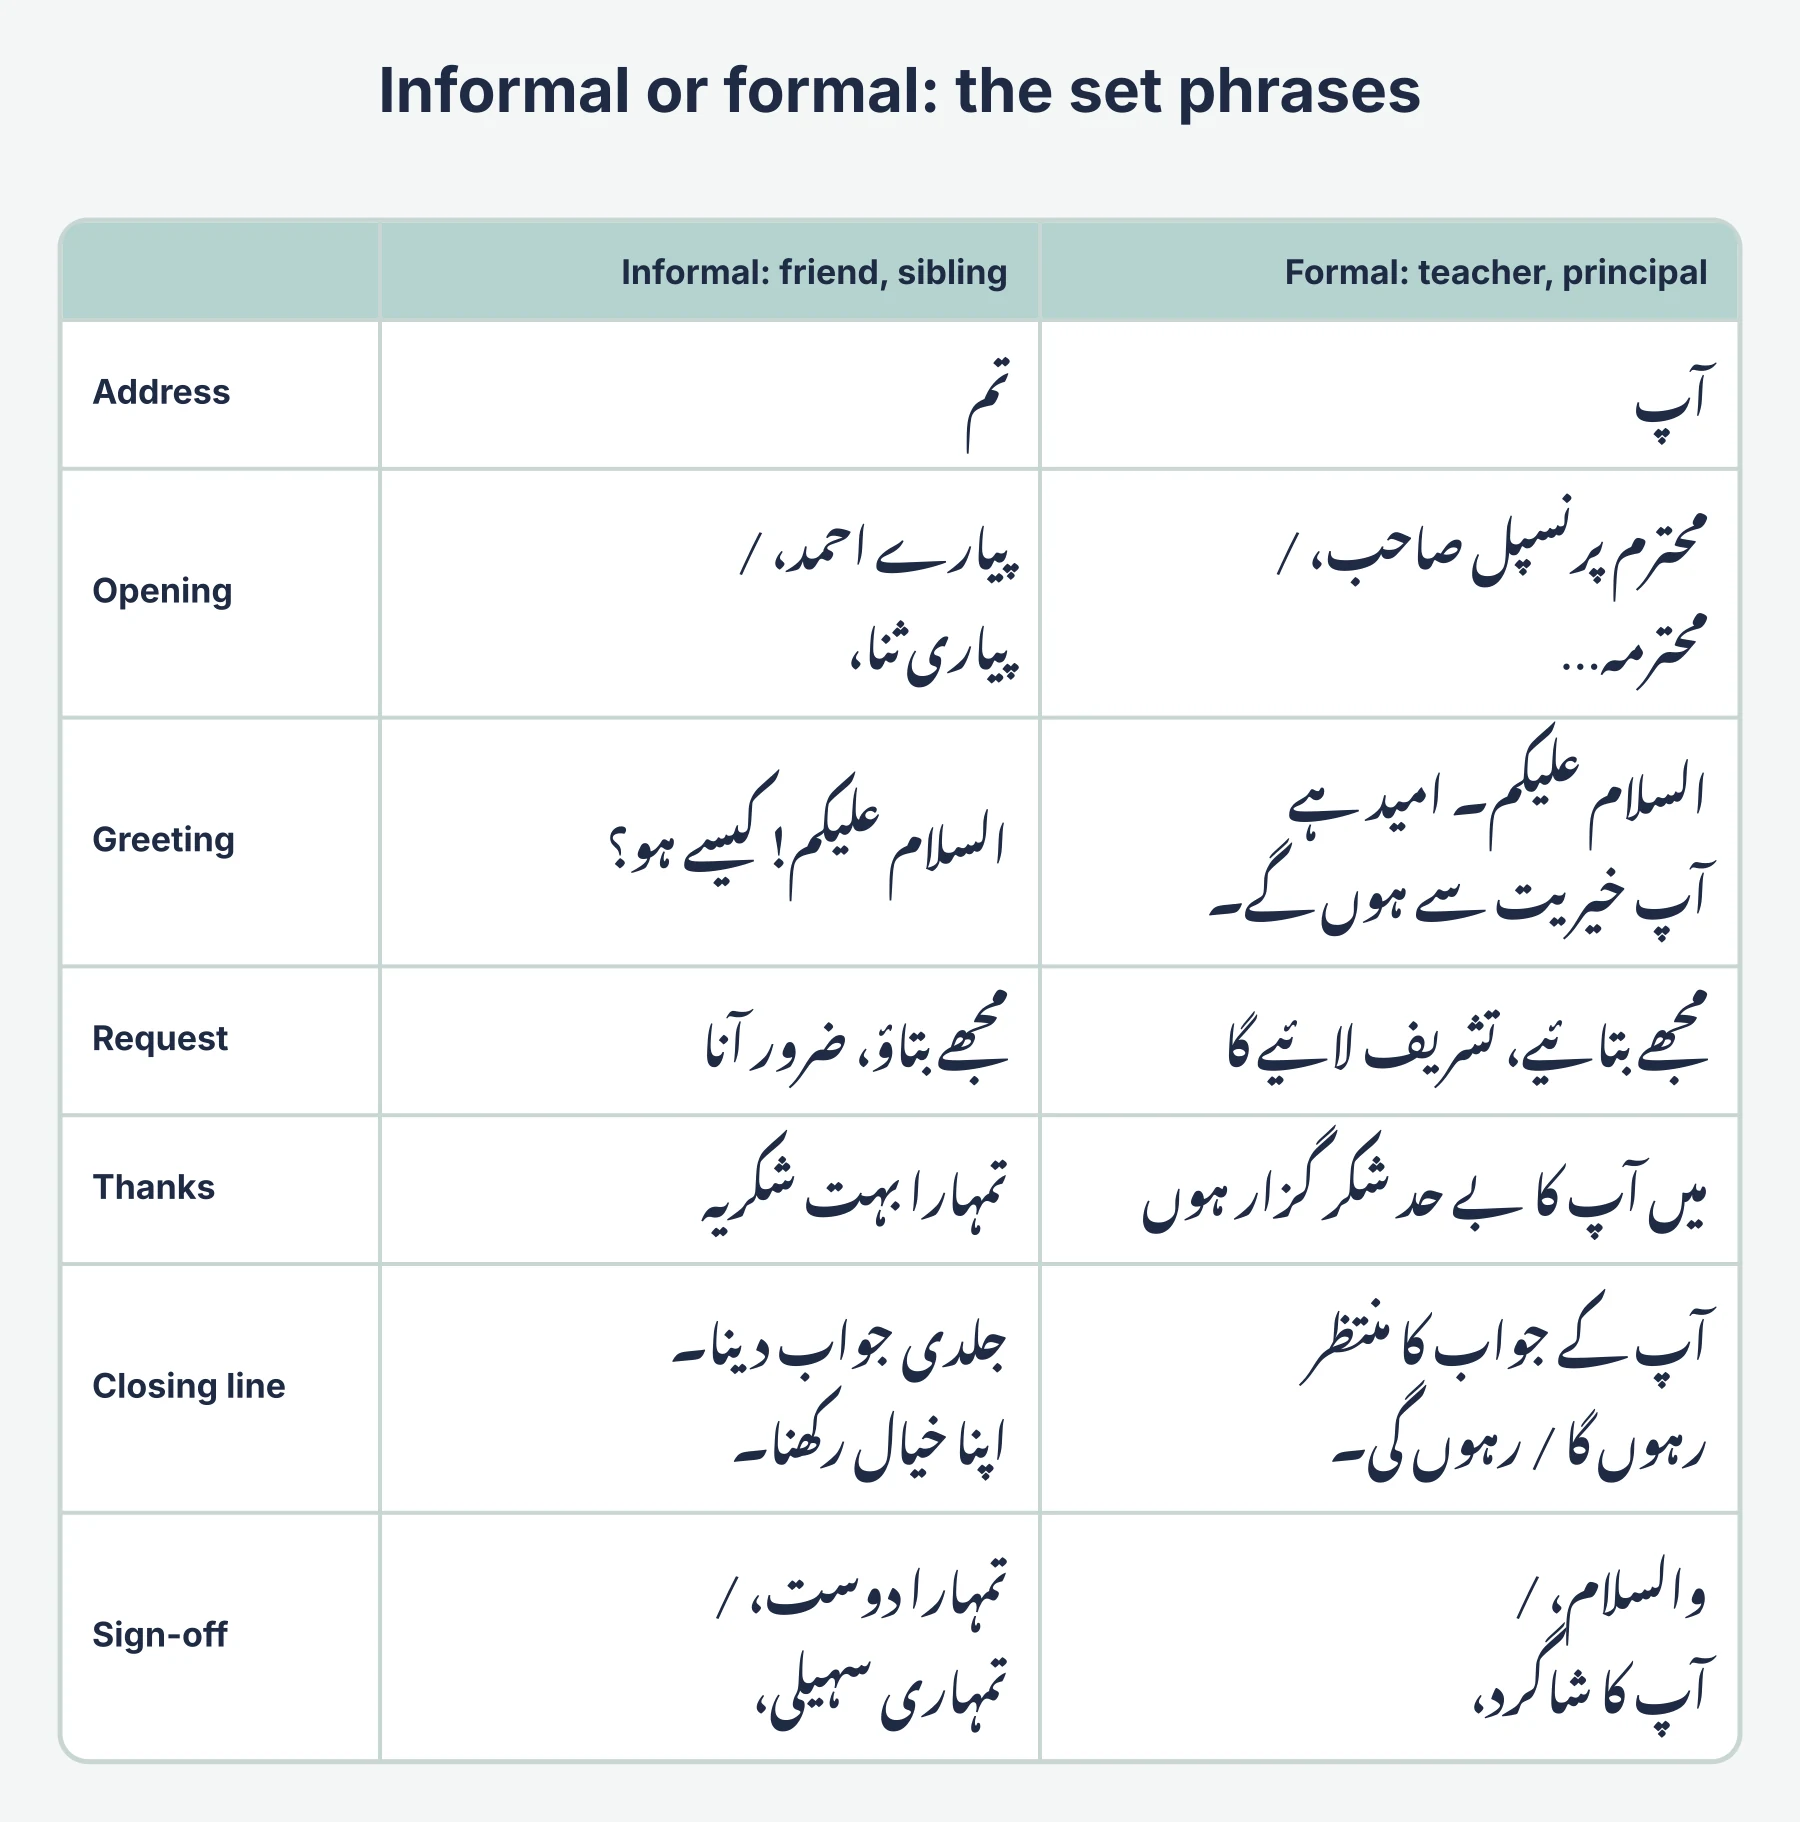 Informal or formal: the set phrases
Informal: friend, sibling
Formal: teacher, principal
Address
تم
آپ
Opening
پیارے احمد، /
پیاری ثنا،
محترم پرنسپل صاحب، /
محترمہ...
Greeting
السلام علیکم! کیسے ہو؟
السلام علیکم۔ امید ہے
آپ خیریت سے ہوں گے۔
Request
مجھے بتاؤ، ضرور آنا
مجھے بتائیے، تشریف لائیے گا
Thanks
تمہارا بہت شکریہ
میں آپ کا بے حد شکر گزار ہوں
Closing line
جلدی جواب دینا۔
اپنا خیال رکھنا۔
آپ کے جواب کا منتظر
رہوں گا / رہوں گی۔
Sign-off
تمہارا دوست، /
تمہاری سہیلی،
والسلام، /
آپ کا شاگرد،